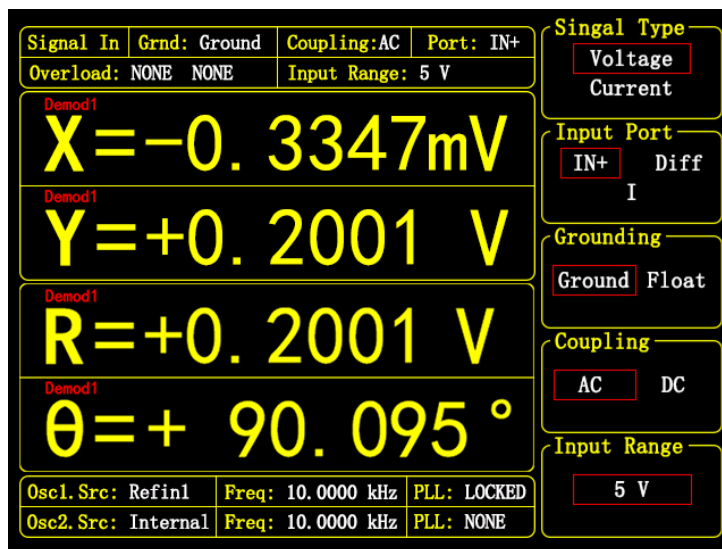 Signal In Grnd: Ground Coupling:AC Port: IN+
Overload: NONE NONE Input Range: 5 V
Demod1
X=-0.3347mV
Demod1
Y=+0.2001 V
Demod1
R=+0.2001 V
Demod1
θ=+ 90.095°
Osc1.Src: Refin1 Freq: 10.0000 kHz PLL: LOCKED
Osc2.Src: Internal Freq: 10.0000 kHz PLL: NONE
Singal Type
Voltage
Current
Input Port
IN+ Diff
I
Grounding
Ground Float
Coupling
AC DC
Input Range
5 V